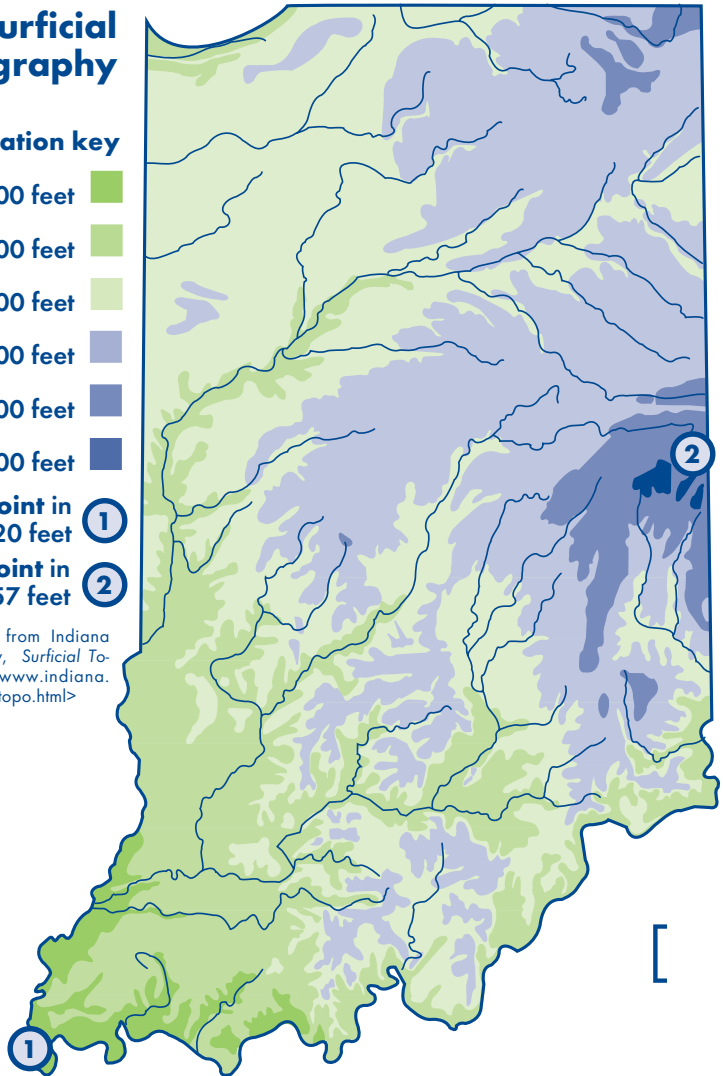 urficial
graphy
ation key
00 feet
00 feet
00 feet
00 feet
00 feet
00 feet
oint in
20 feet
1
oint in
57 feet
2
from Indiana
y, Surficial To-
www.indiana.
topo.html>
2
1